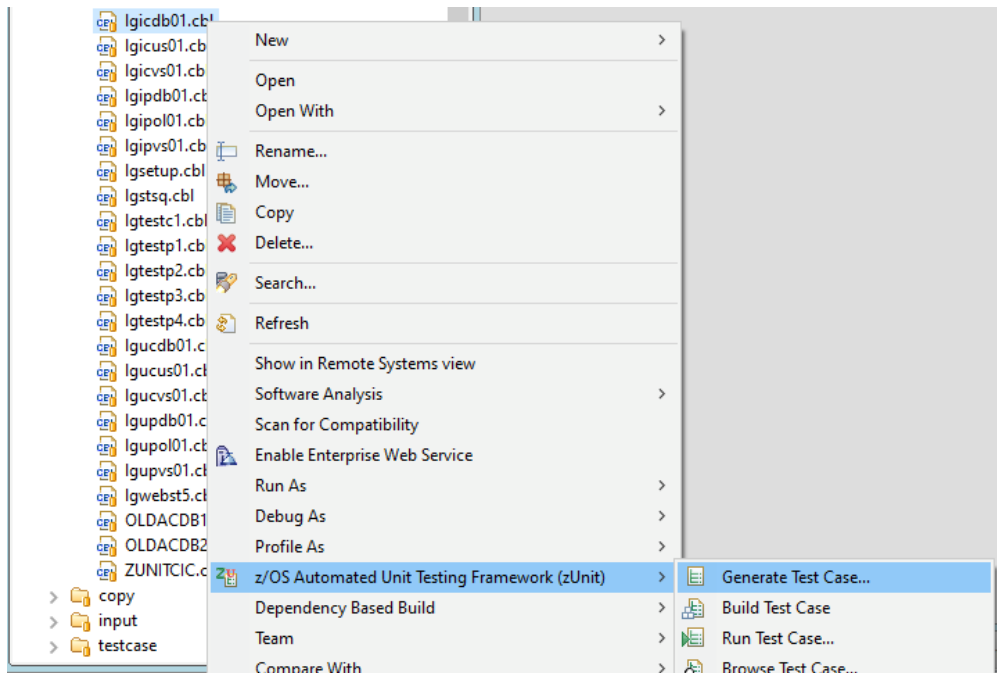 lgicdb01.cbl
lgicus01.cb
lgicvs01.cb
lgipdb01.cb
lgipol01.cb
lgipvs01.cb
lgsetup.cbl
lgstsq.cbl
lgtestc1.cbl
lgtestp1.cb
lgtestp2.cb
lgtestp3.cb
lgtestp4.cb
lgucdb01.c
lgucus01.cb
lgucvs01.cb
lgupdb01.c
lgupol01.cb
lgupvs01.cb
lgwebst5.cb
OLDACDB1
OLDACDB2
ZUNITCIC.c
copy
input
testcase
New
Open
Open With
Rename...
Move...
Copy
Delete...
Search...
Refresh
Show in Remote Systems view
Software Analysis
Scan for Compatibility
Enable Enterprise Web Service
Run As
Debug As
Profile As
z/OS Automated Unit Testing Framework (zUnit)
Dependency Based Build
Team
Compare With
Generate Test Case...
Build Test Case
Run Test Case...
Browse Test Case...